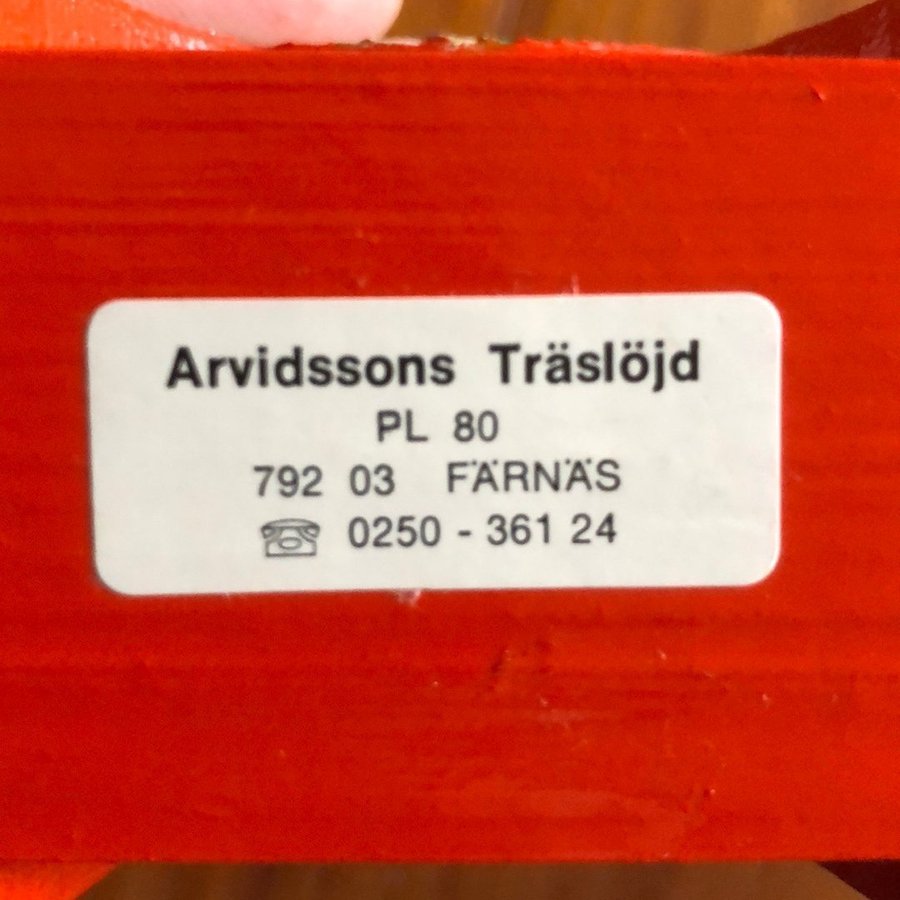 Arvidssons Träslöjd
PL 80
792 03 FÄRNÄS
☏ 0250 - 361 24